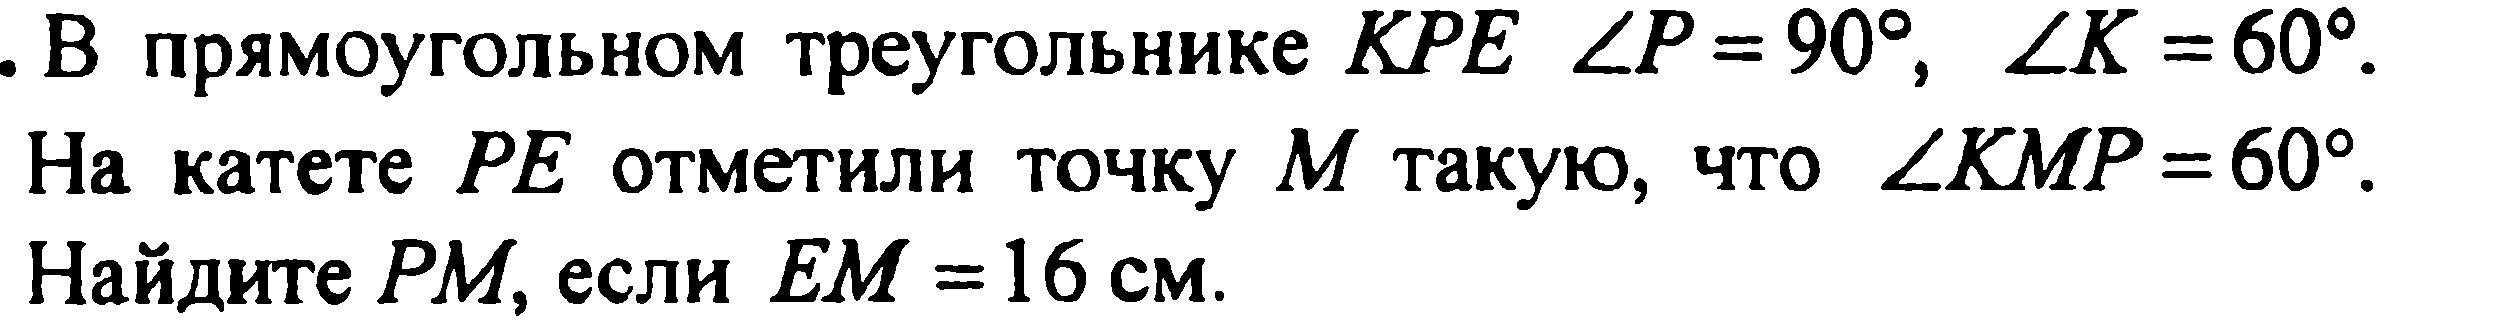 . В прямоугольном треугольнике KPE ∠P = 90°, ∠K = 60°.
На катете PE отметили точку M такую, что ∠KMP = 60°.
Найдите PM, если EM = 16 см.